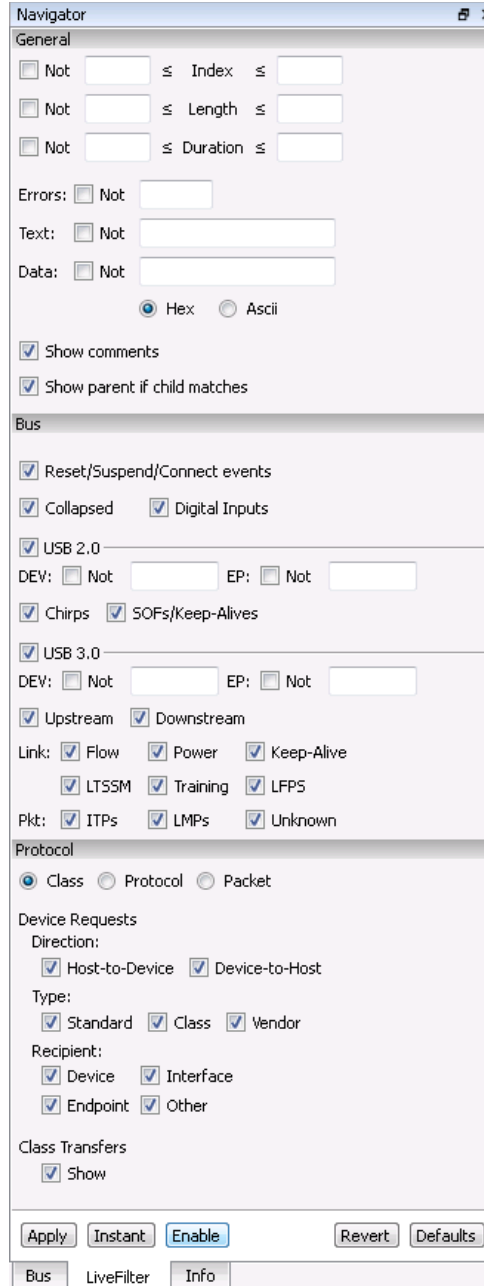 Navigator
General
Not ≤ Index ≤
Not ≤ Length ≤
Not ≤ Duration ≤
Errors: Not
Text: Not
Data: Not
Hex Ascii
Show comments
Show parent if child matches
Bus
Reset/Suspend/Connect events
Collapsed Digital Inputs
USB 2.0
DEV: Not EP: Not
Chirps SOFs/Keep-Alives
USB 3.0
DEV: Not EP: Not
Upstream Downstream
Link: Flow Power Keep-Alive
LTSSM Training LFPS
Pkt: ITPs LMPs Unknown
Protocol
Class Protocol Packet
Device Requests
Direction:
Host-to-Device Device-to-Host
Type:
Standard Class Vendor
Recipient:
Device Interface
Endpoint Other
Class Transfers
Show
Apply Instant Enable Revert Defaults
Bus LiveFilter Info